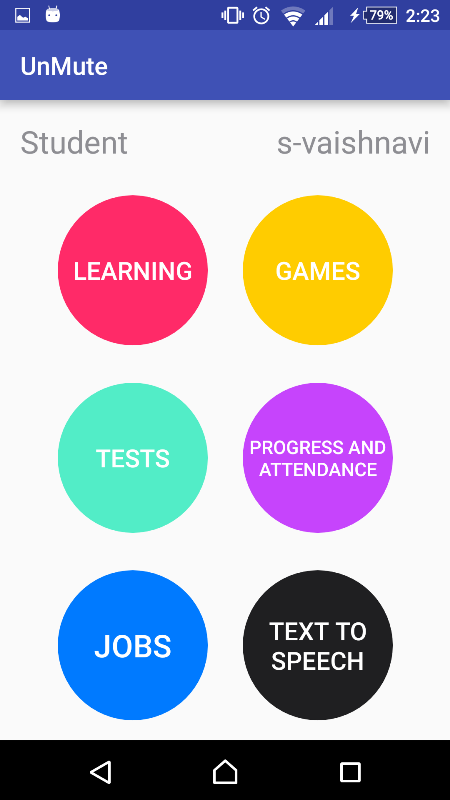 79% 2:23
UnMute
Student s-vaishnavi
LEARNING
GAMES
TESTS
PROGRESS AND
ATTENDANCE
JOBS
TEXT TO
SPEECH